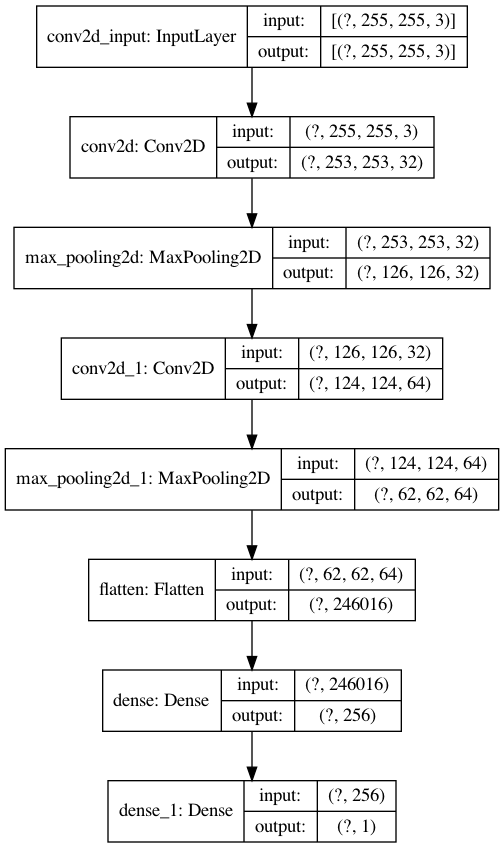 conv2d_input: InputLayer
input:
[(?, 255, 255, 3)]
output:
[(?, 255, 255, 3)]
conv2d: Conv2D
input:
(?, 255, 255, 3)
output:
(?, 253, 253, 32)
max_pooling2d: MaxPooling2D
input:
(?, 253, 253, 32)
output:
(?, 126, 126, 32)
conv2d_1: Conv2D
input:
(?, 126, 126, 32)
output:
(?, 124, 124, 64)
max_pooling2d_1: MaxPooling2D
input:
(?, 124, 124, 64)
output:
(?, 62, 62, 64)
flatten: Flatten
input:
(?, 62, 62, 64)
output:
(?, 246016)
dense: Dense
input:
(?, 246016)
output:
(?, 256)
dense_1: Dense
input:
(?, 256)
output:
(?, 1)